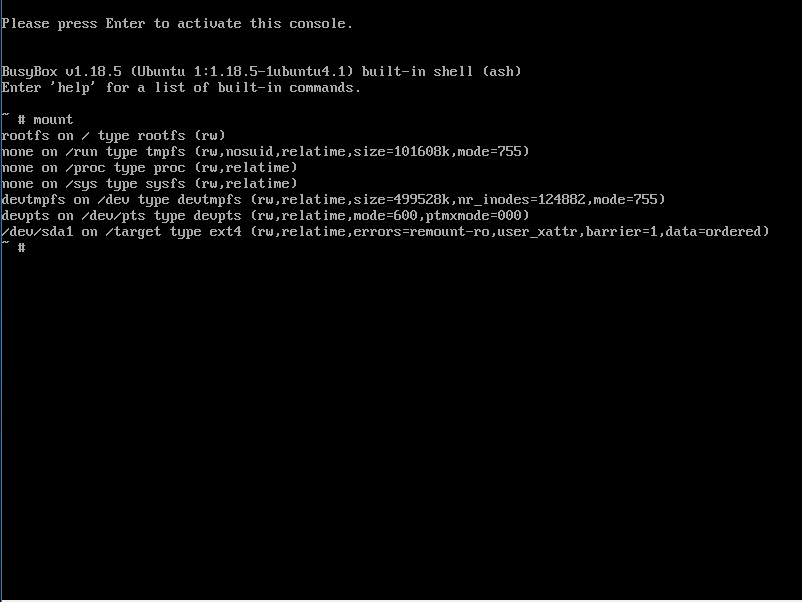 Please press Enter to activate this console.
BusyBox v1.18.5 (Ubuntu 1:1.18.5-1ubuntu4.1) built-in shell (ash)
Enter 'help' for a list of built-in commands.
~ # mount
rootfs on / type rootfs (rw)
none on /run type tmpfs (rw,nosuid,relatime,size=101608k,mode=755)
none on /proc type proc (rw,relatime)
none on /sys type sysfs (rw,relatime)
devtmpfs on /dev type devtmpfs (rw,relatime,size=499528k,nr_inodes=124882,mode=755)
devpts on /dev/pts type devpts (rw,relatime,mode=600,ptmxmode=000)
/dev/sda1 on /target type ext4 (rw,relatime,errors=remount-ro,user_xattr,barrier=1,data=ordered)
~ #